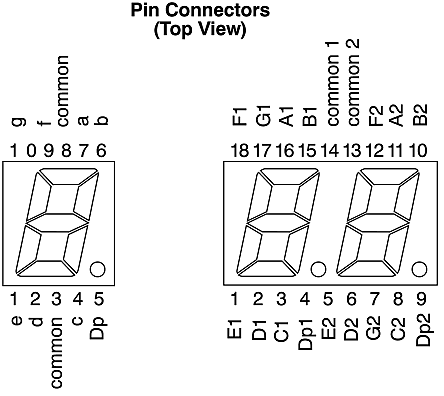 Pin Connectors
(Top View)
g f common a b
10 9 8 7 6
1 2 3 4 5
e d common c Dp
F1 G1 A1 B1 common 1 common 2 F2 A2 B2
18 17 16 15 14 13 12 11 10
1 2 3 4 5 6 7 8 9
E1 D1 C1 Dp1 E2 D2 G2 C2 Dp2